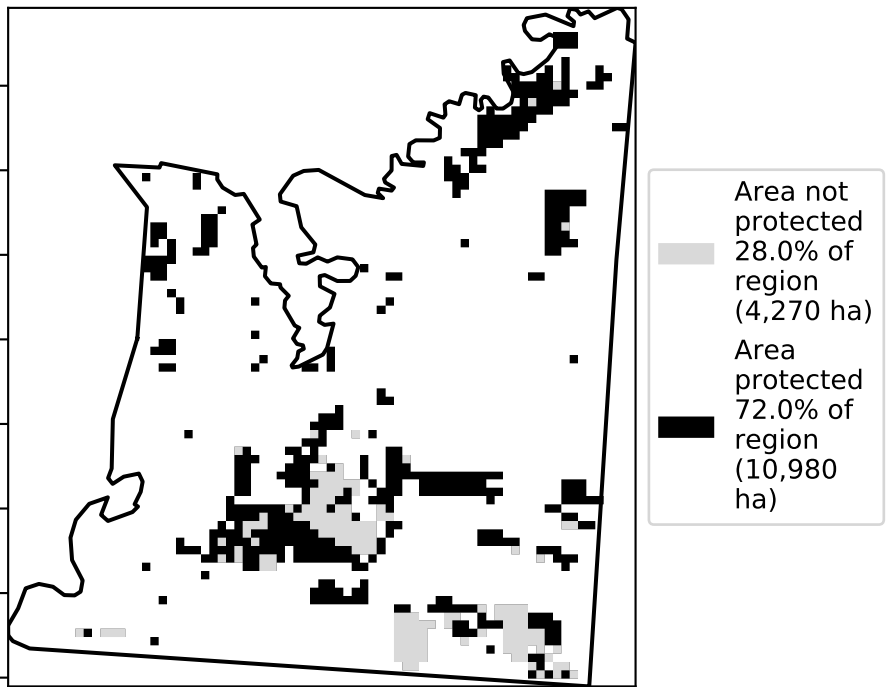 Area not
protected
28.0% of
region
(4,270 ha)
Area
protected
72.0% of
region
(10,980
ha)